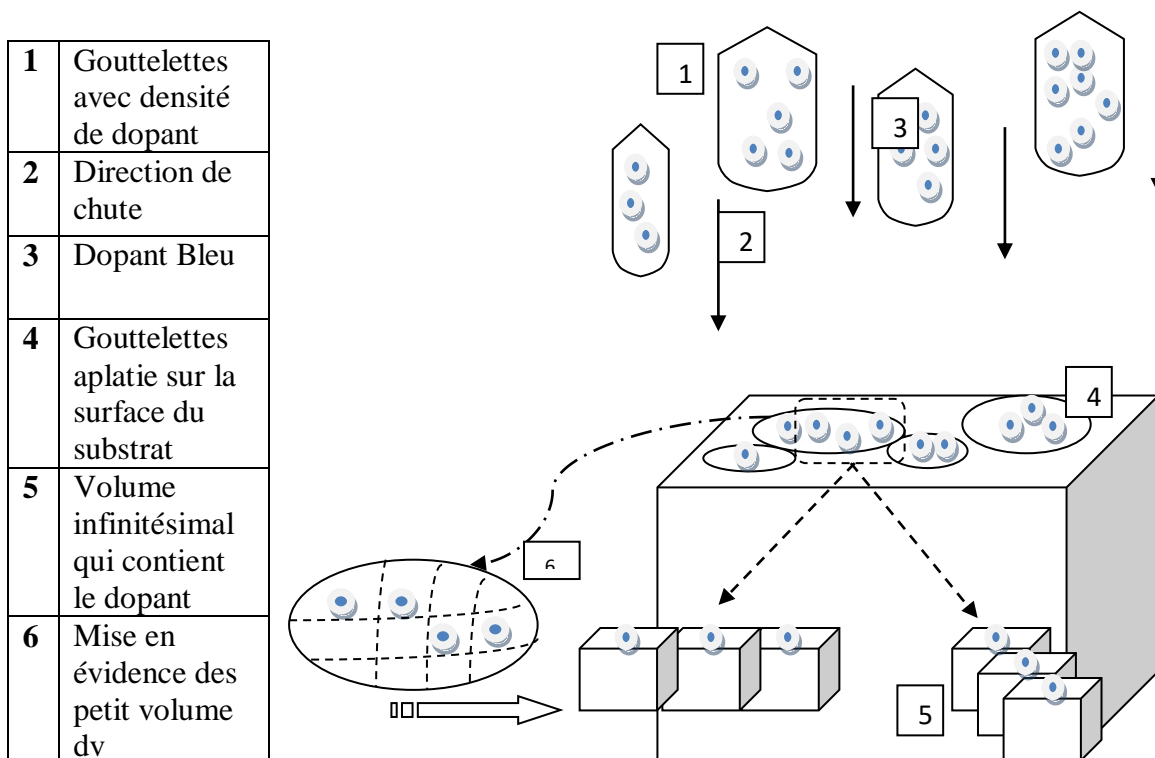 1
Gouttelettes
avec densité
de dopant
2
Direction de
chute
3
Dopant Bleu
4
Gouttelettes
aplatie sur la
surface du
substrat
5
Volume
infinitésimal
qui contient
le dopant
6
Mise en
évidence des
petit volume
dv
1
3
2
4
6
5